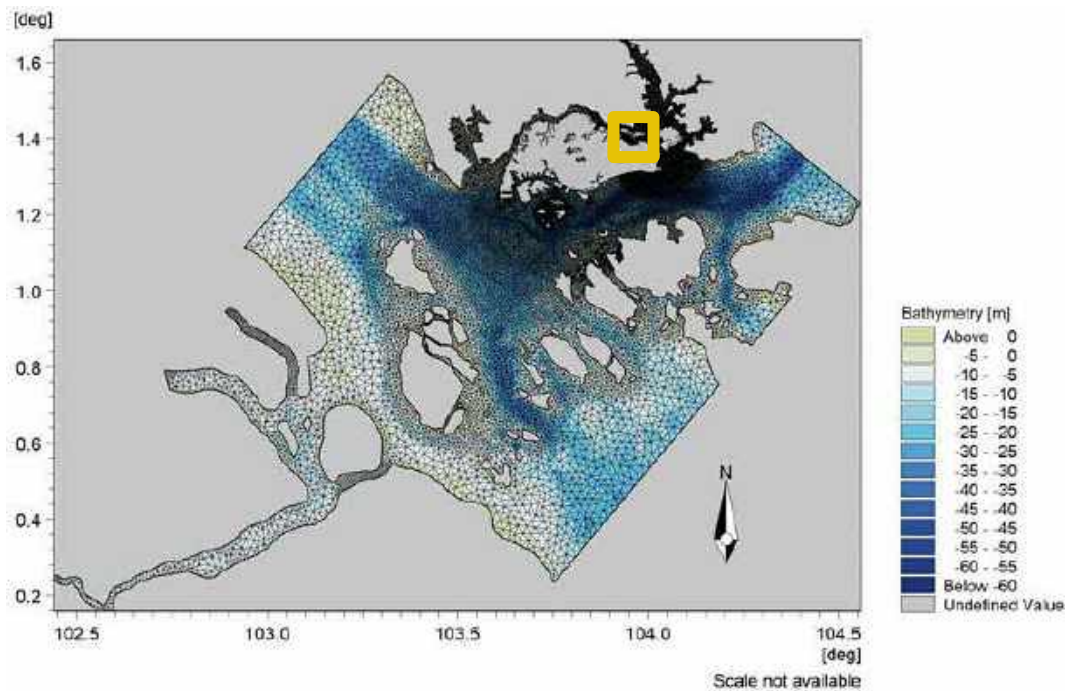 [deg]
1.6
1.4
1.2
1.0
0.8
0.6
0.4
0.2
102.5 103.0 103.5 104.0 104.5
[deg]
Scale not available
N
Bathymetry [m]
Above 0
-5 - 0
-10 - -5
-15 - -10
-20 - -15
-25 - -20
-30 - -25
-35 - -30
-40 - -35
-45 - -40
-50 - -45
-55 - -50
-60 - -55
Below -60
Undefined Value